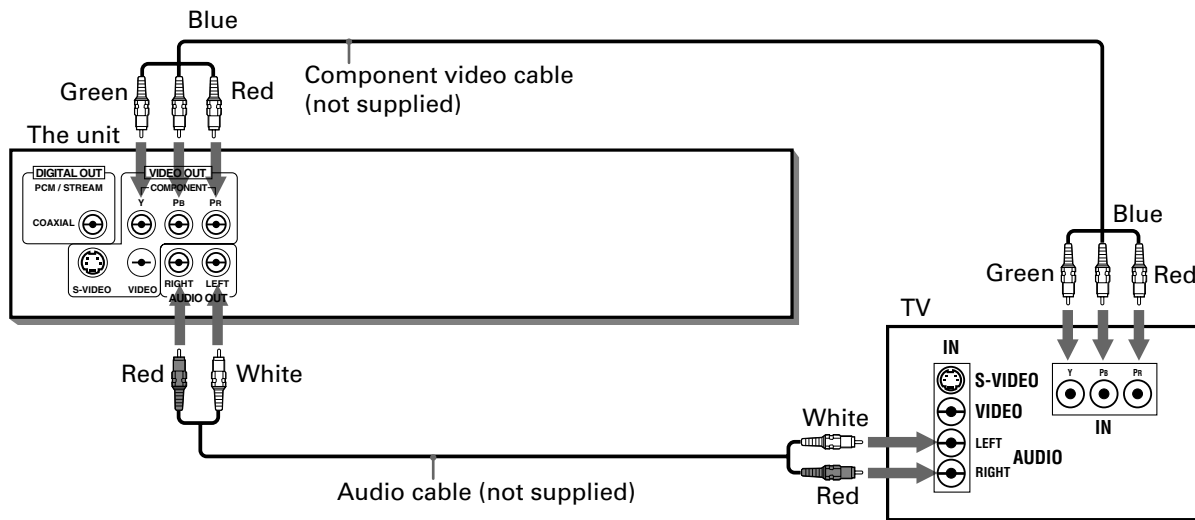 Blue
Component video cable
(not supplied)
Green
Red
The unit
DIGITAL OUT
PCM / STREAM
COAXIAL
VIDEO OUT
COMPONENT
Y
PB
PR
S-VIDEO
VIDEO
RIGHT
LEFT
AUDIO OUT
Red
White
Audio cable (not supplied)
Blue
Green
Red
TV
IN
S-VIDEO
VIDEO
LEFT
AUDIO
RIGHT
Y
PB
PR
IN
White
Red